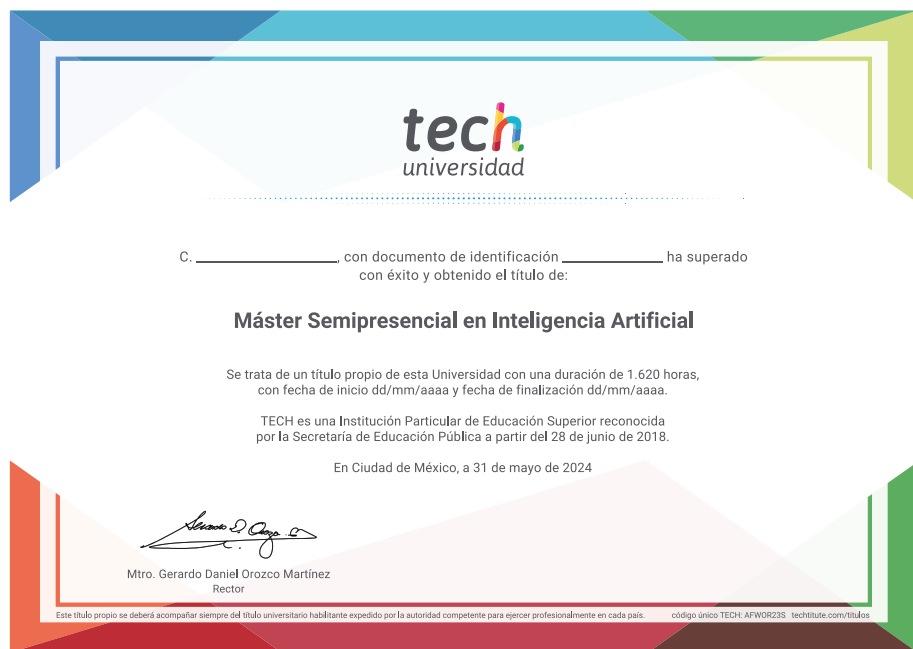 tech
universidad
C. ____________________, con documento de identificación ______________ ha superado
con éxito y obtenido el título de:
Máster Semipresencial en Inteligencia Artificial
Se trata de un título propio de esta Universidad con una duración de 1.620 horas,
con fecha de inicio dd/mm/aaaa y fecha de finalización dd/mm/aaaa.
TECH es una Institución Particular de Educación Superior reconocida
por la Secretaría de Educación Pública a partir del 28 de junio de 2018.
En Ciudad de México, a 31 de mayo de 2024
Mtro. Gerardo Daniel Orozco Martínez
Rector
Este título propio se deberá acompañar siempre del título universitario habilitante expedido por la autoridad competente para ejercer profesionalmente en cada país. código único TECH: AFWOR23S techtitute.com/titulos